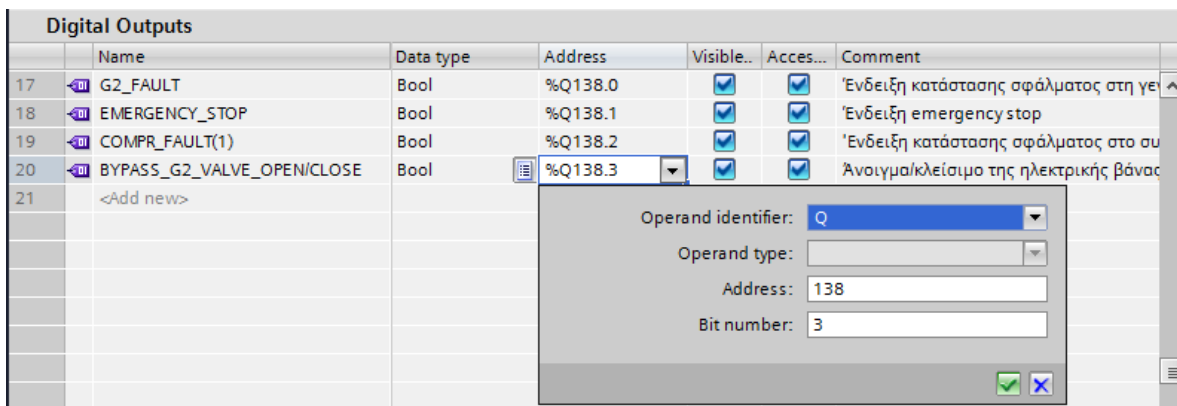 Digital Outputs
Name Data type Address Visible.. Acces... Comment
17 G2_FAULT Bool %Q138.0 Ένδειξη κατάστασης σφάλματος στη γεν
18 EMERGENCY_STOP Bool %Q138.1 Ένδειξη emergency stop
19 COMPR_FAULT(1) Bool %Q138.2 'Ενδειξη κατάστασης σφάλματος στο συ
20 BYPASS_G2_VALVE_OPEN/CLOSE Bool %Q138.3 Άνοιγμα/κλείσιμο της ηλεκτρικής βάνας
21 <Add new>
Operand identifier: Q
Operand type:
Address: 138
Bit number: 3